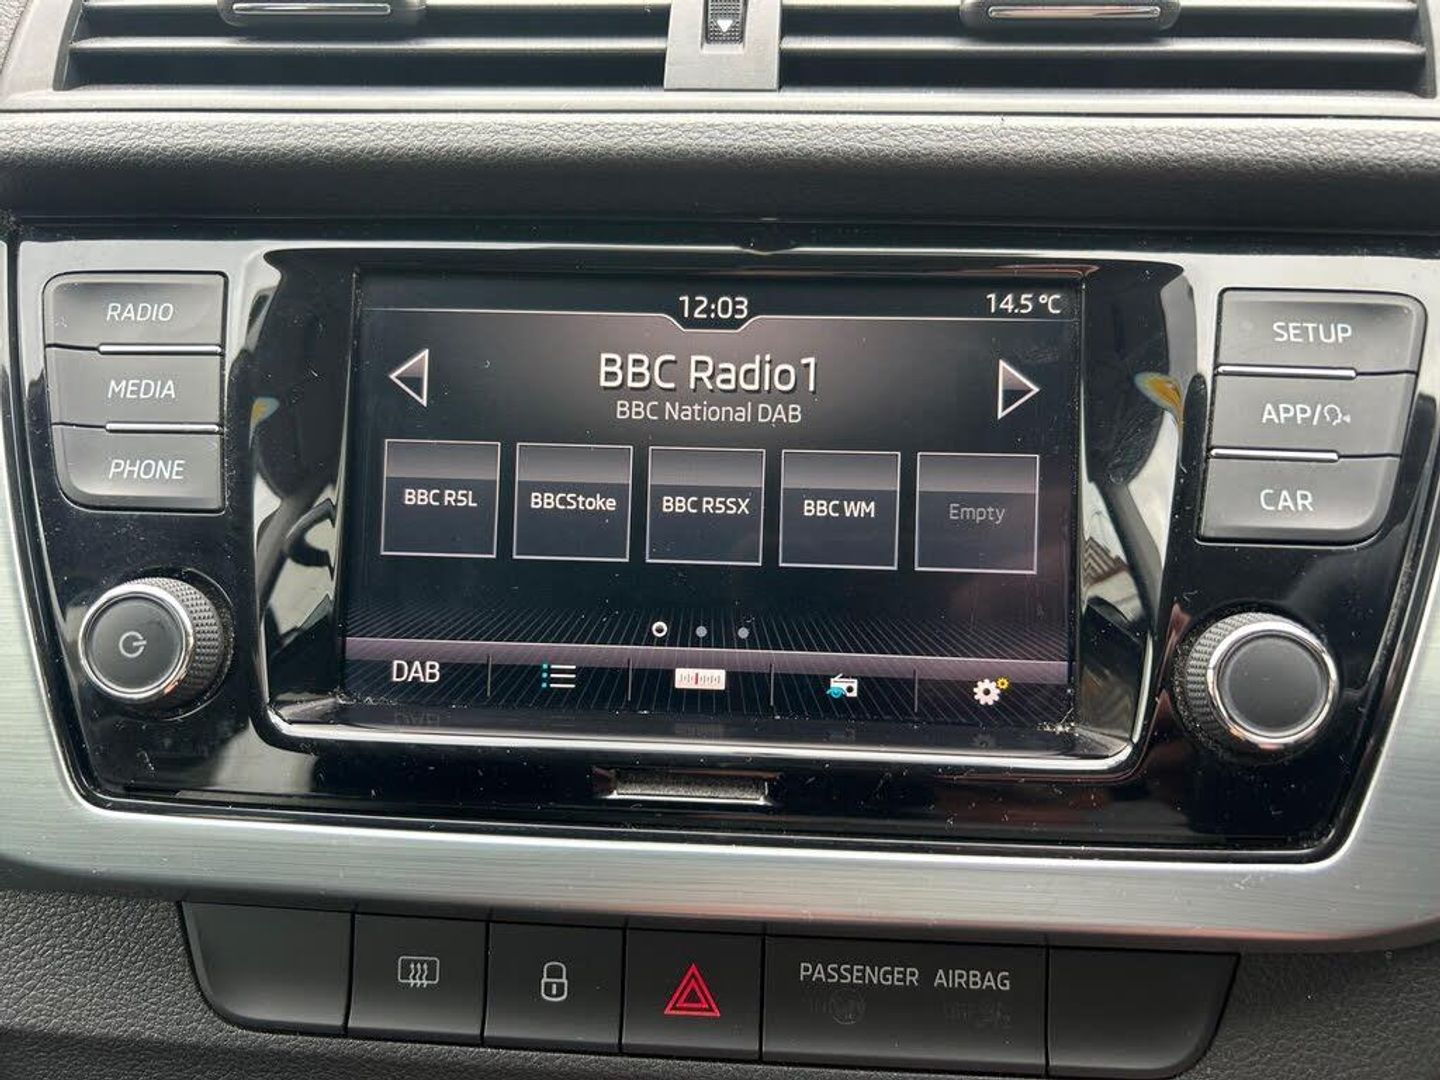 12:03
14.5 °C
BBC Radio1
BBC National DAB
BBC R5L
BBCStoke
BBC R5SX
BBC WM
Empty
DAB
RADIO
MEDIA
PHONE
SETUP
APP/
CAR
PASSENGER AIRBAG